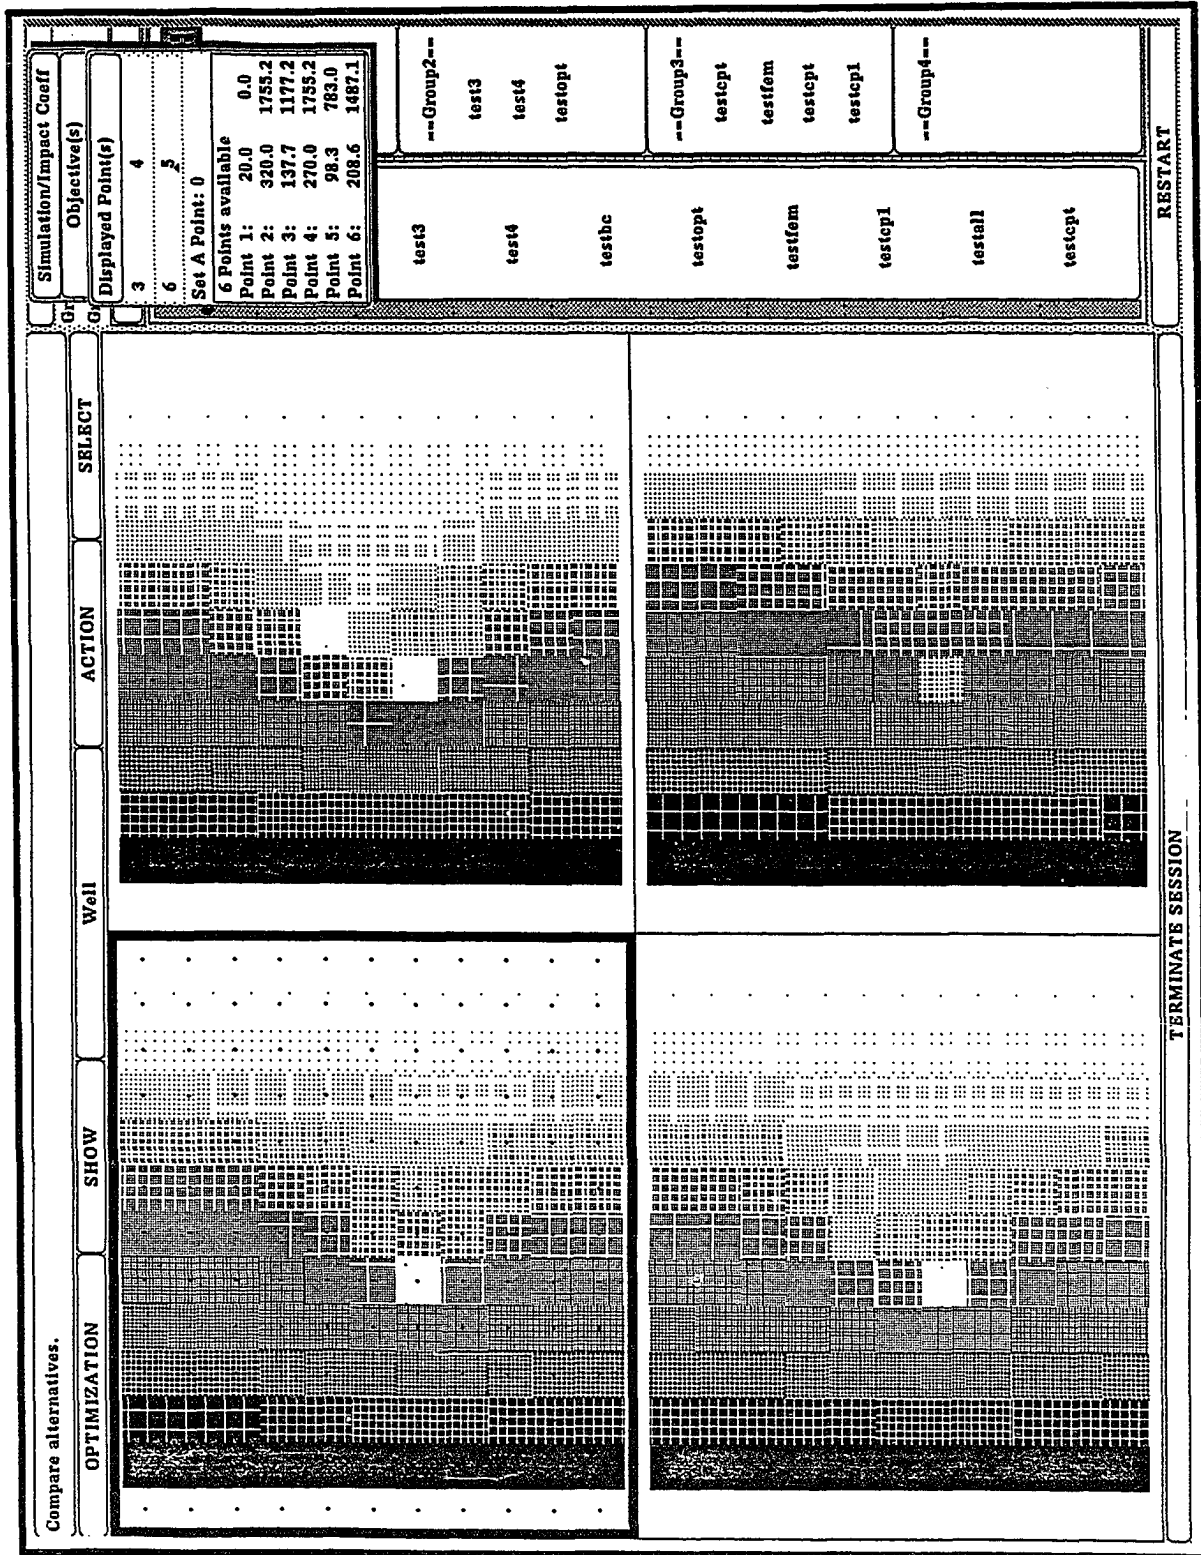 Compare alternatives.
OPTIMIZATION
SHOW
Well
ACTION
SELECT
Simulation/Impact Coeff
Gr
Objective(s)
Displayed Point(s)
3 4
6 5
Set A Point: 0
6 Points available
Point 1: 20.0 0.0
Point 2: 320.0 1755.2
Point 3: 137.7 1177.2
Point 4: 270.0 1755.2
Point 5: 98.3 783.0
Point 6: 208.6 1487.1
test3
test4
testbc
testopt
testfem
testcp1
testall
testcpt
==Group2==
test3
test4
testopt
==Group3==
testcpt
testfem
testcpt
testcp1
==Group4==
TERMINATE SESSION
RESTART